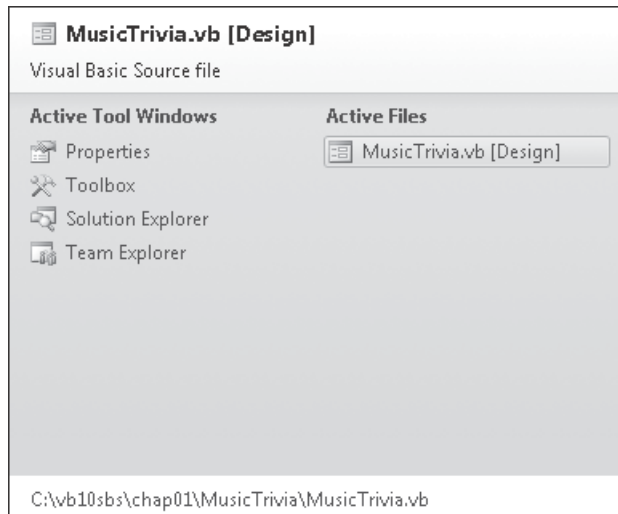 MusicTrivia.vb [Design]
Visual Basic Source file
Active Tool Windows
Properties
Toolbox
Solution Explorer
Team Explorer
Active Files
MusicTrivia.vb [Design]
C:\vb10sbs\chap01\MusicTrivia\MusicTrivia.vb